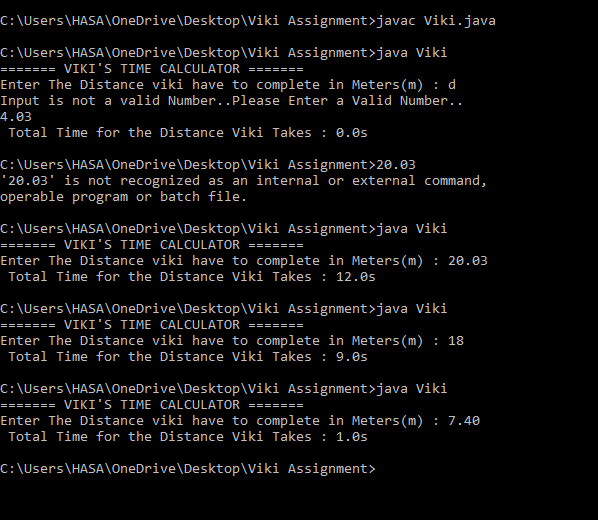 C:\Users\HASA\OneDrive\Desktop\Viki Assignment>javac Viki.java
C:\Users\HASA\OneDrive\Desktop\Viki Assignment>java Viki
======= VIKI'S TIME CALCULATOR =======
Enter The Distance viki have to complete in Meters(m) : d
Input is not a valid Number..Please Enter a Valid Number..
4.03
 Total Time for the Distance Viki Takes : 0.0s
C:\Users\HASA\OneDrive\Desktop\Viki Assignment>20.03
'20.03' is not recognized as an internal or external command,
operable program or batch file.
C:\Users\HASA\OneDrive\Desktop\Viki Assignment>java Viki
======= VIKI'S TIME CALCULATOR =======
Enter The Distance viki have to complete in Meters(m) : 20.03
 Total Time for the Distance Viki Takes : 12.0s
C:\Users\HASA\OneDrive\Desktop\Viki Assignment>java Viki
======= VIKI'S TIME CALCULATOR =======
Enter The Distance viki have to complete in Meters(m) : 18
 Total Time for the Distance Viki Takes : 9.0s
C:\Users\HASA\OneDrive\Desktop\Viki Assignment>java Viki
======= VIKI'S TIME CALCULATOR =======
Enter The Distance viki have to complete in Meters(m) : 7.40
 Total Time for the Distance Viki Takes : 1.0s
C:\Users\HASA\OneDrive\Desktop\Viki Assignment>